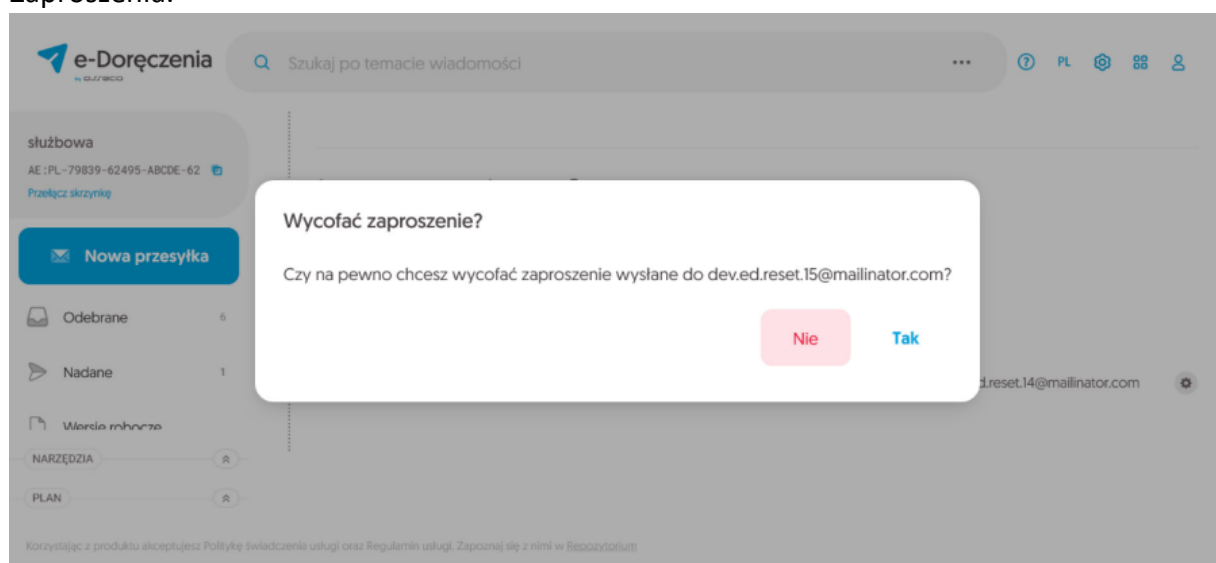 e-Doręczenia
by asseco
Szukaj po temacie wiadomości
...
PL
służbowa
AE:PL-79839-62495-ABCDE-62
Przełącz skrzynkę
Wycofać zaproszenie?
Czy na pewno chcesz wycofać zaproszenie wysłane do dev.ed.reset.15@mailinator.com?
Nie
Tak
Nowa przesyłka
Odebrane 6
Nadane 1
Wersje robocze
d.reset.14@mailinator.com
NARZĘDZIA
PLAN
Korzystając z produktu akceptujesz Politykę świadczenia usługi oraz Regulamin usługi. Zapoznaj się z nimi w Repozytorium